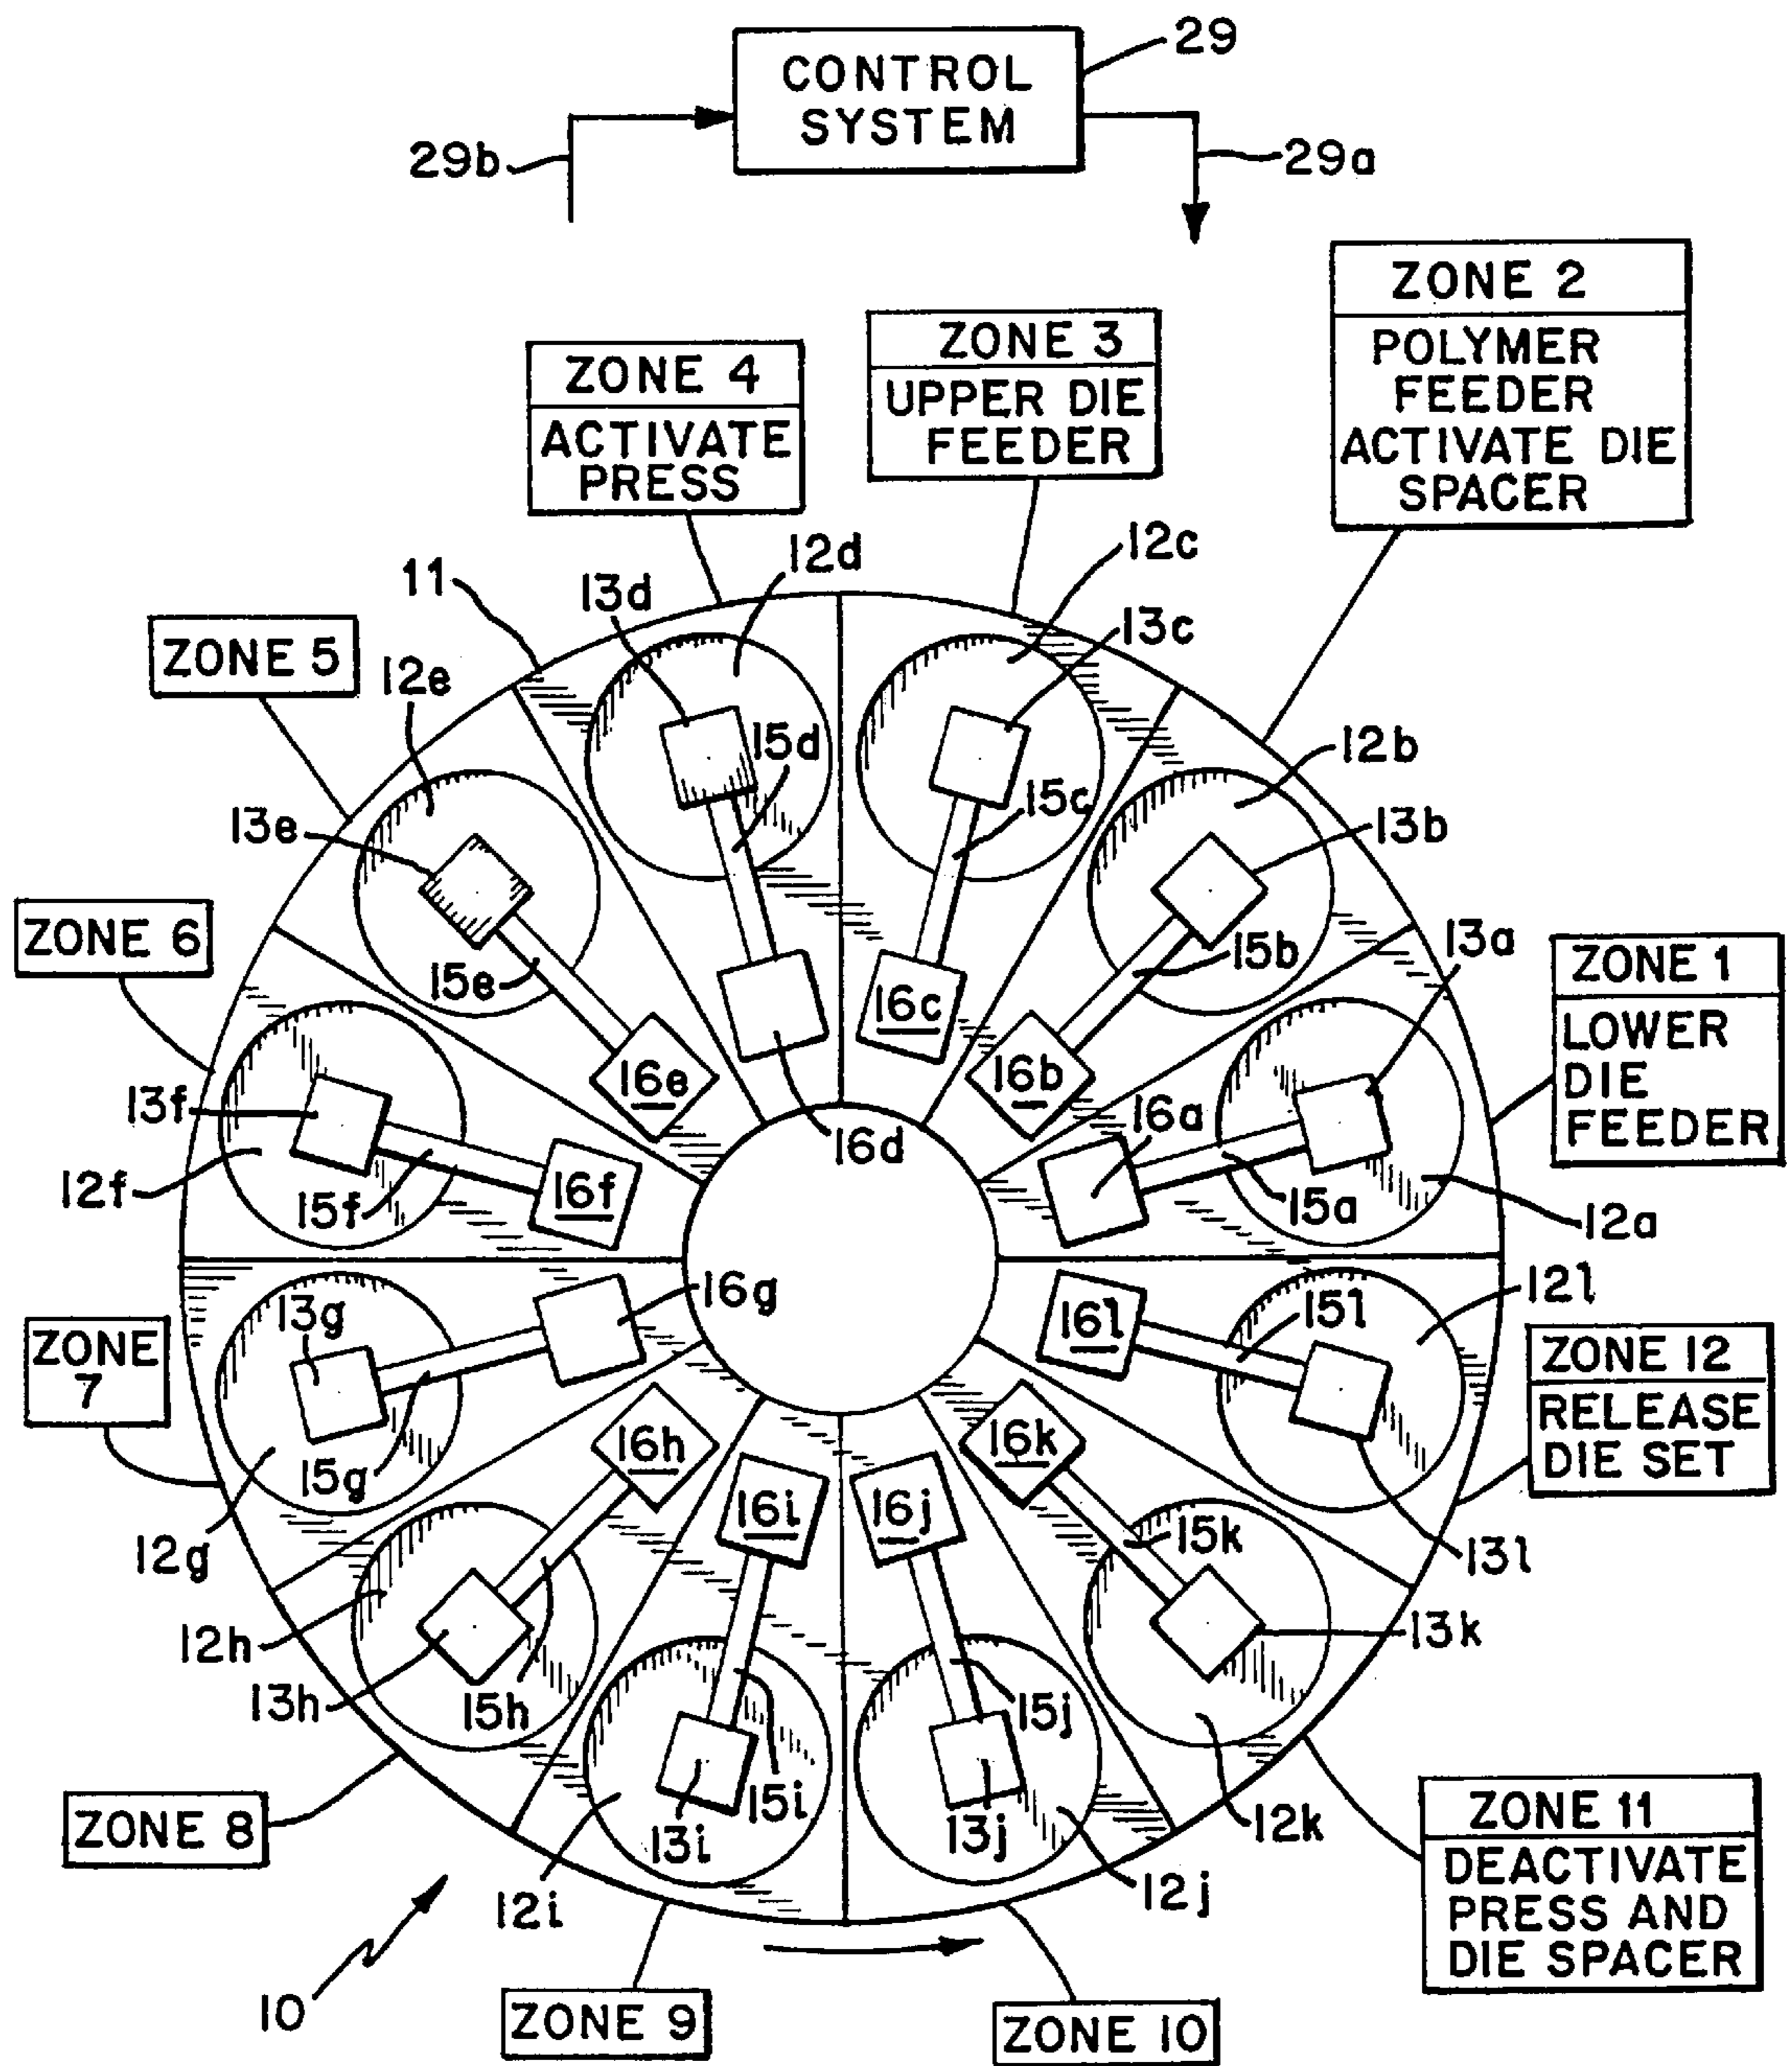 CONTROL
SYSTEM
29
29b
29a
ZONE 2
POLYMER
FEEDER
ACTIVATE DIE
SPACER
ZONE 3
UPPER DIE
FEEDER
ZONE 4
ACTIVATE
PRESS
12d
12c
11
13d
13c
ZONE 5
12e
15d
12b
15c
13e
13b
ZONE 6
15e
15b
13a
16c
ZONE 1
LOWER
DIE
FEEDER
16e
16b
13f
16a
16d
12f
15f
16f
15a
12a
16g
12l
13g
16l
15l
ZONE
7
ZONE 12
RELEASE
DIE SET
15g
16h
16k
12g
16i
16j
15k
13l
12h
13k
13h
15h
15j
15i
ZONE 8
13i
13j
12k
ZONE 11
DEACTIVATE
PRESS AND
DIE SPACER
12i
12j
10
ZONE 9
ZONE 10